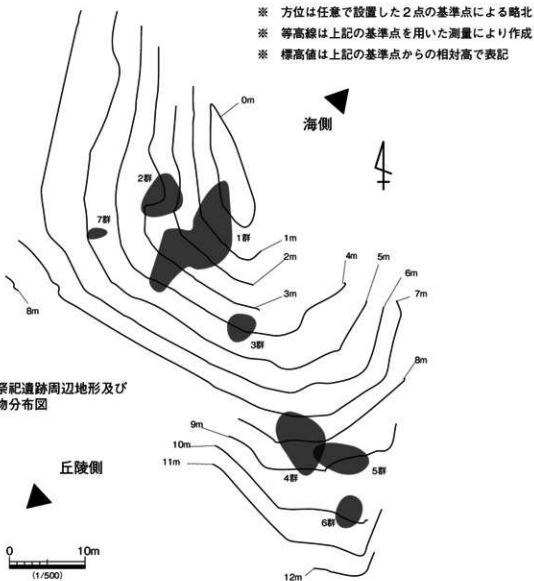 ※ 方位は任意で設置した２点の基準点による略北
※ 等高線は上記の基準点を用いた測量により作成
※ 標高値は上記の基準点からの相対高で表記
0m
海側
2群
7群
1群
1m
2m
3m
4m
5m
6m
7m
8m
3群
8m
祭祀遺跡周辺地形及び
物分布図
9m
10m
11m
4群
5群
6群
丘陵側
12m
0 10m
(1/500)